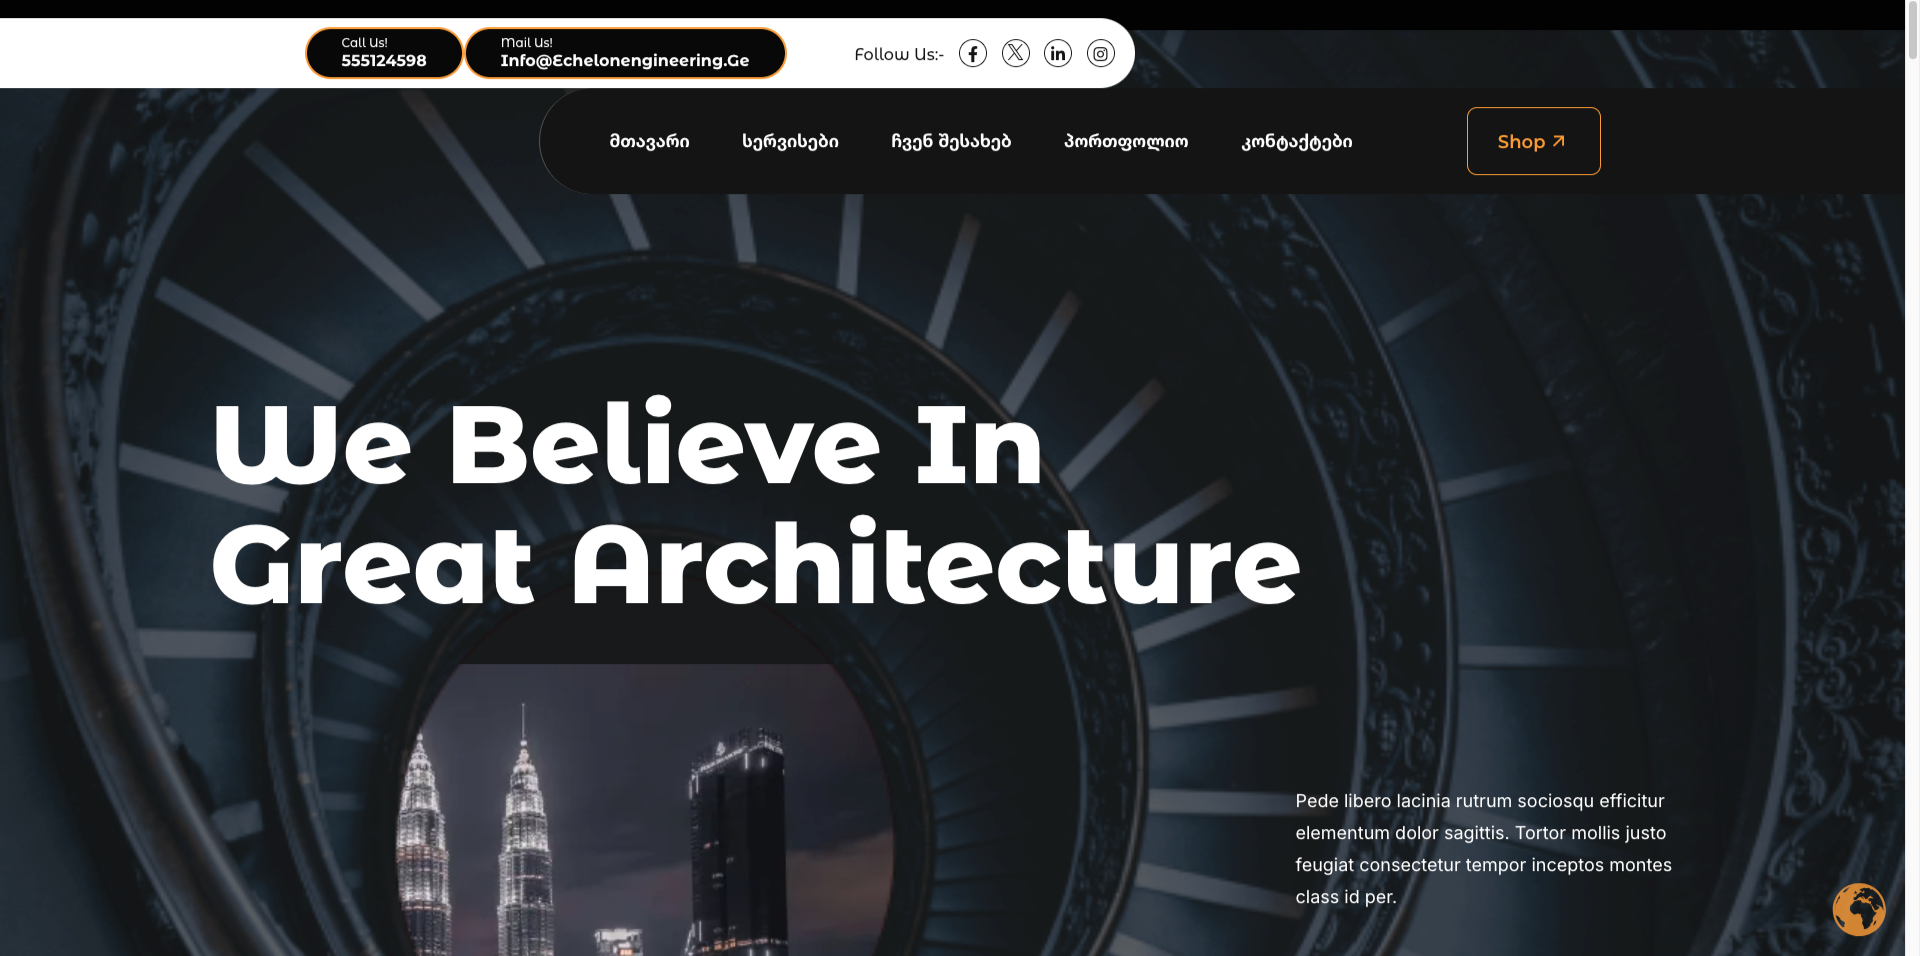 Call Us!
555124598
Mail Us!
Info@Echelonengineering.Ge
Follow Us:-
მთავარი
სერვისები
ჩვენ შესახებ
პორთფოლიო
კონტაქტები
Shop
We Believe In
Great Architecture
Pede libero lacinia rutrum sociosqu efficitur
elementum dolor sagittis. Tortor mollis justo
feugiat consectetur tempor inceptos montes
class id per.